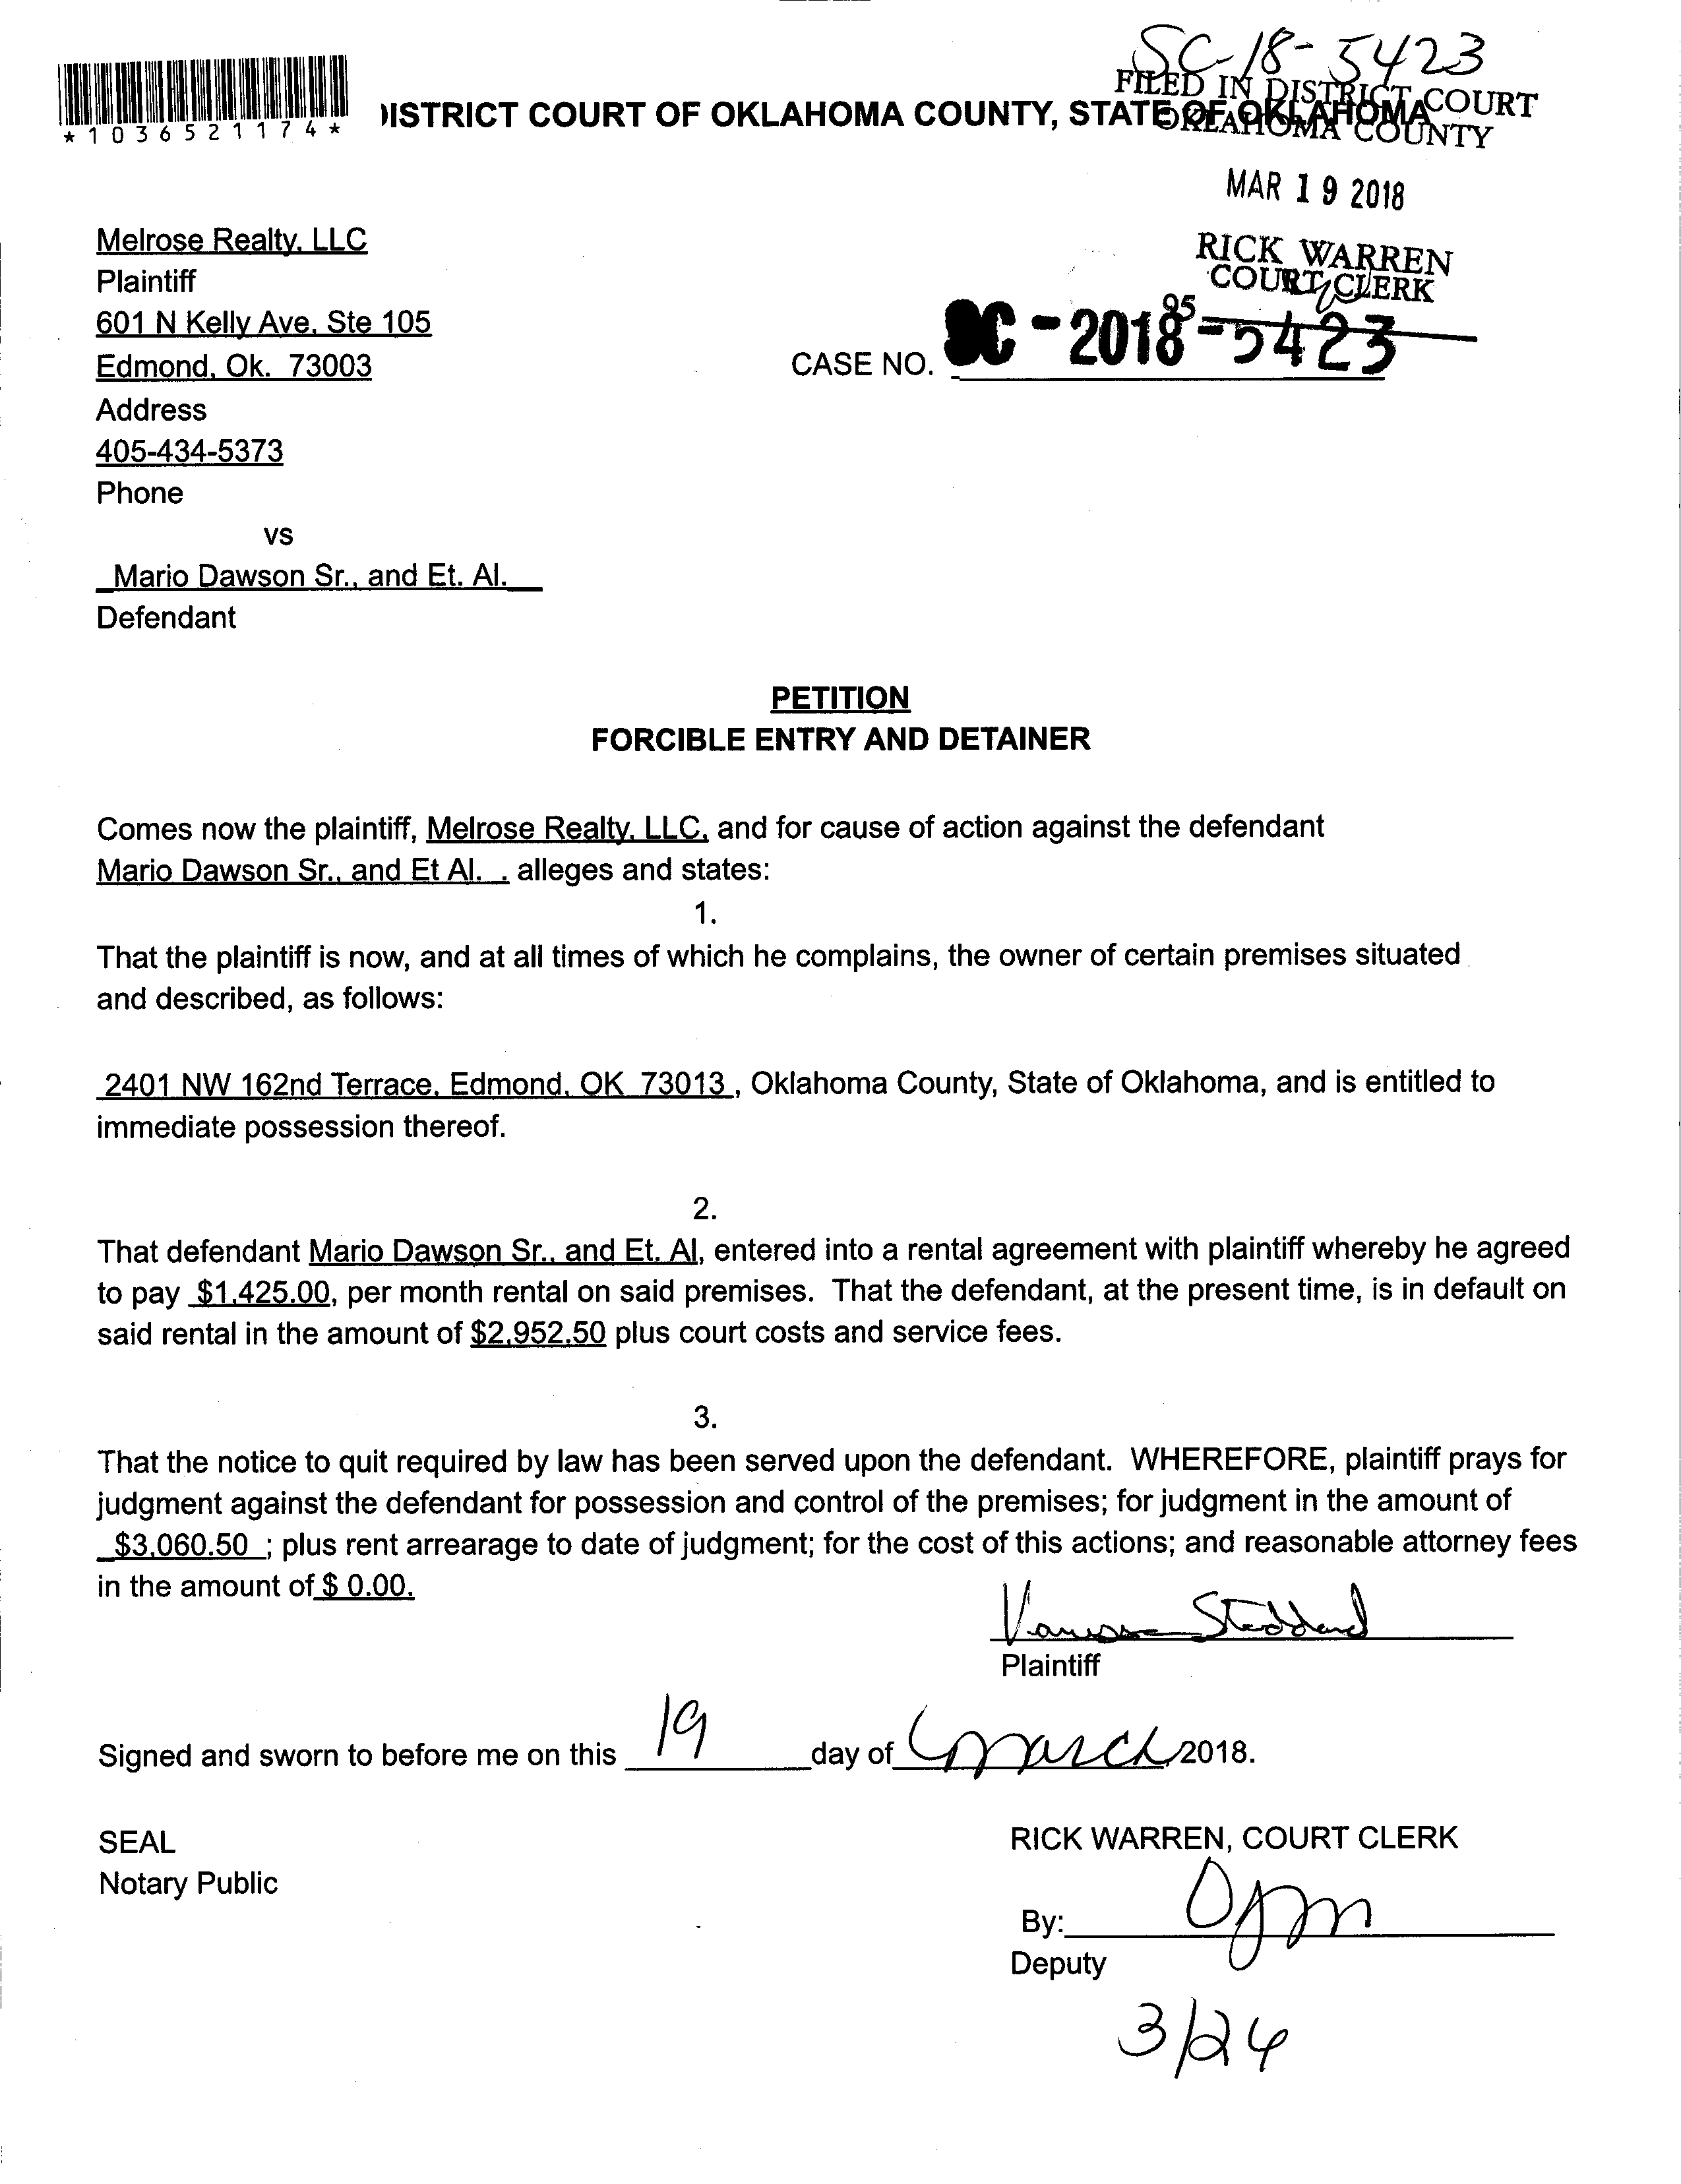 SC-18-5423
FILED IN DISTRICT COURT
OKLAHOMA COUNTY
*1036521174*
DISTRICT COURT OF OKLAHOMA COUNTY, STATE OF OKLAHOMA
MAR 19 2018
RICK WARREN
COURT CLERK
95
Melrose Realty, LLC
Plaintiff
601 N Kelly Ave, Ste 105
Edmond, Ok. 73003
CASE NO. SC-2018-5423
Address
405-434-5373
Phone
vs
Mario Dawson Sr., and Et. Al.
Defendant
PETITION
FORCIBLE ENTRY AND DETAINER
Comes now the plaintiff, Melrose Realty, LLC, and for cause of action against the defendant
Mario Dawson Sr., and Et Al. . alleges and states:
1.
That the plaintiff is now, and at all times of which he complains, the owner of certain premises situated
and described, as follows:
2401 NW 162nd Terrace, Edmond, OK 73013 , Oklahoma County, State of Oklahoma, and is entitled to
immediate possession thereof.
2.
That defendant Mario Dawson Sr., and Et. Al, entered into a rental agreement with plaintiff whereby he agreed
to pay $1,425.00, per month rental on said premises. That the defendant, at the present time, is in default on
said rental in the amount of $2,952.50 plus court costs and service fees.
3.
That the notice to quit required by law has been served upon the defendant. WHEREFORE, plaintiff prays for
judgment against the defendant for possession and control of the premises; for judgment in the amount of
$3,060.50 ; plus rent arrearage to date of judgment; for the cost of this actions; and reasonable attorney fees
in the amount of $ 0.00.
Vanessa Stoddard
Plaintiff
Signed and sworn to before me on this 19 day of March, 2018.
SEAL
RICK WARREN, COURT CLERK
Notary Public
By:
Deputy